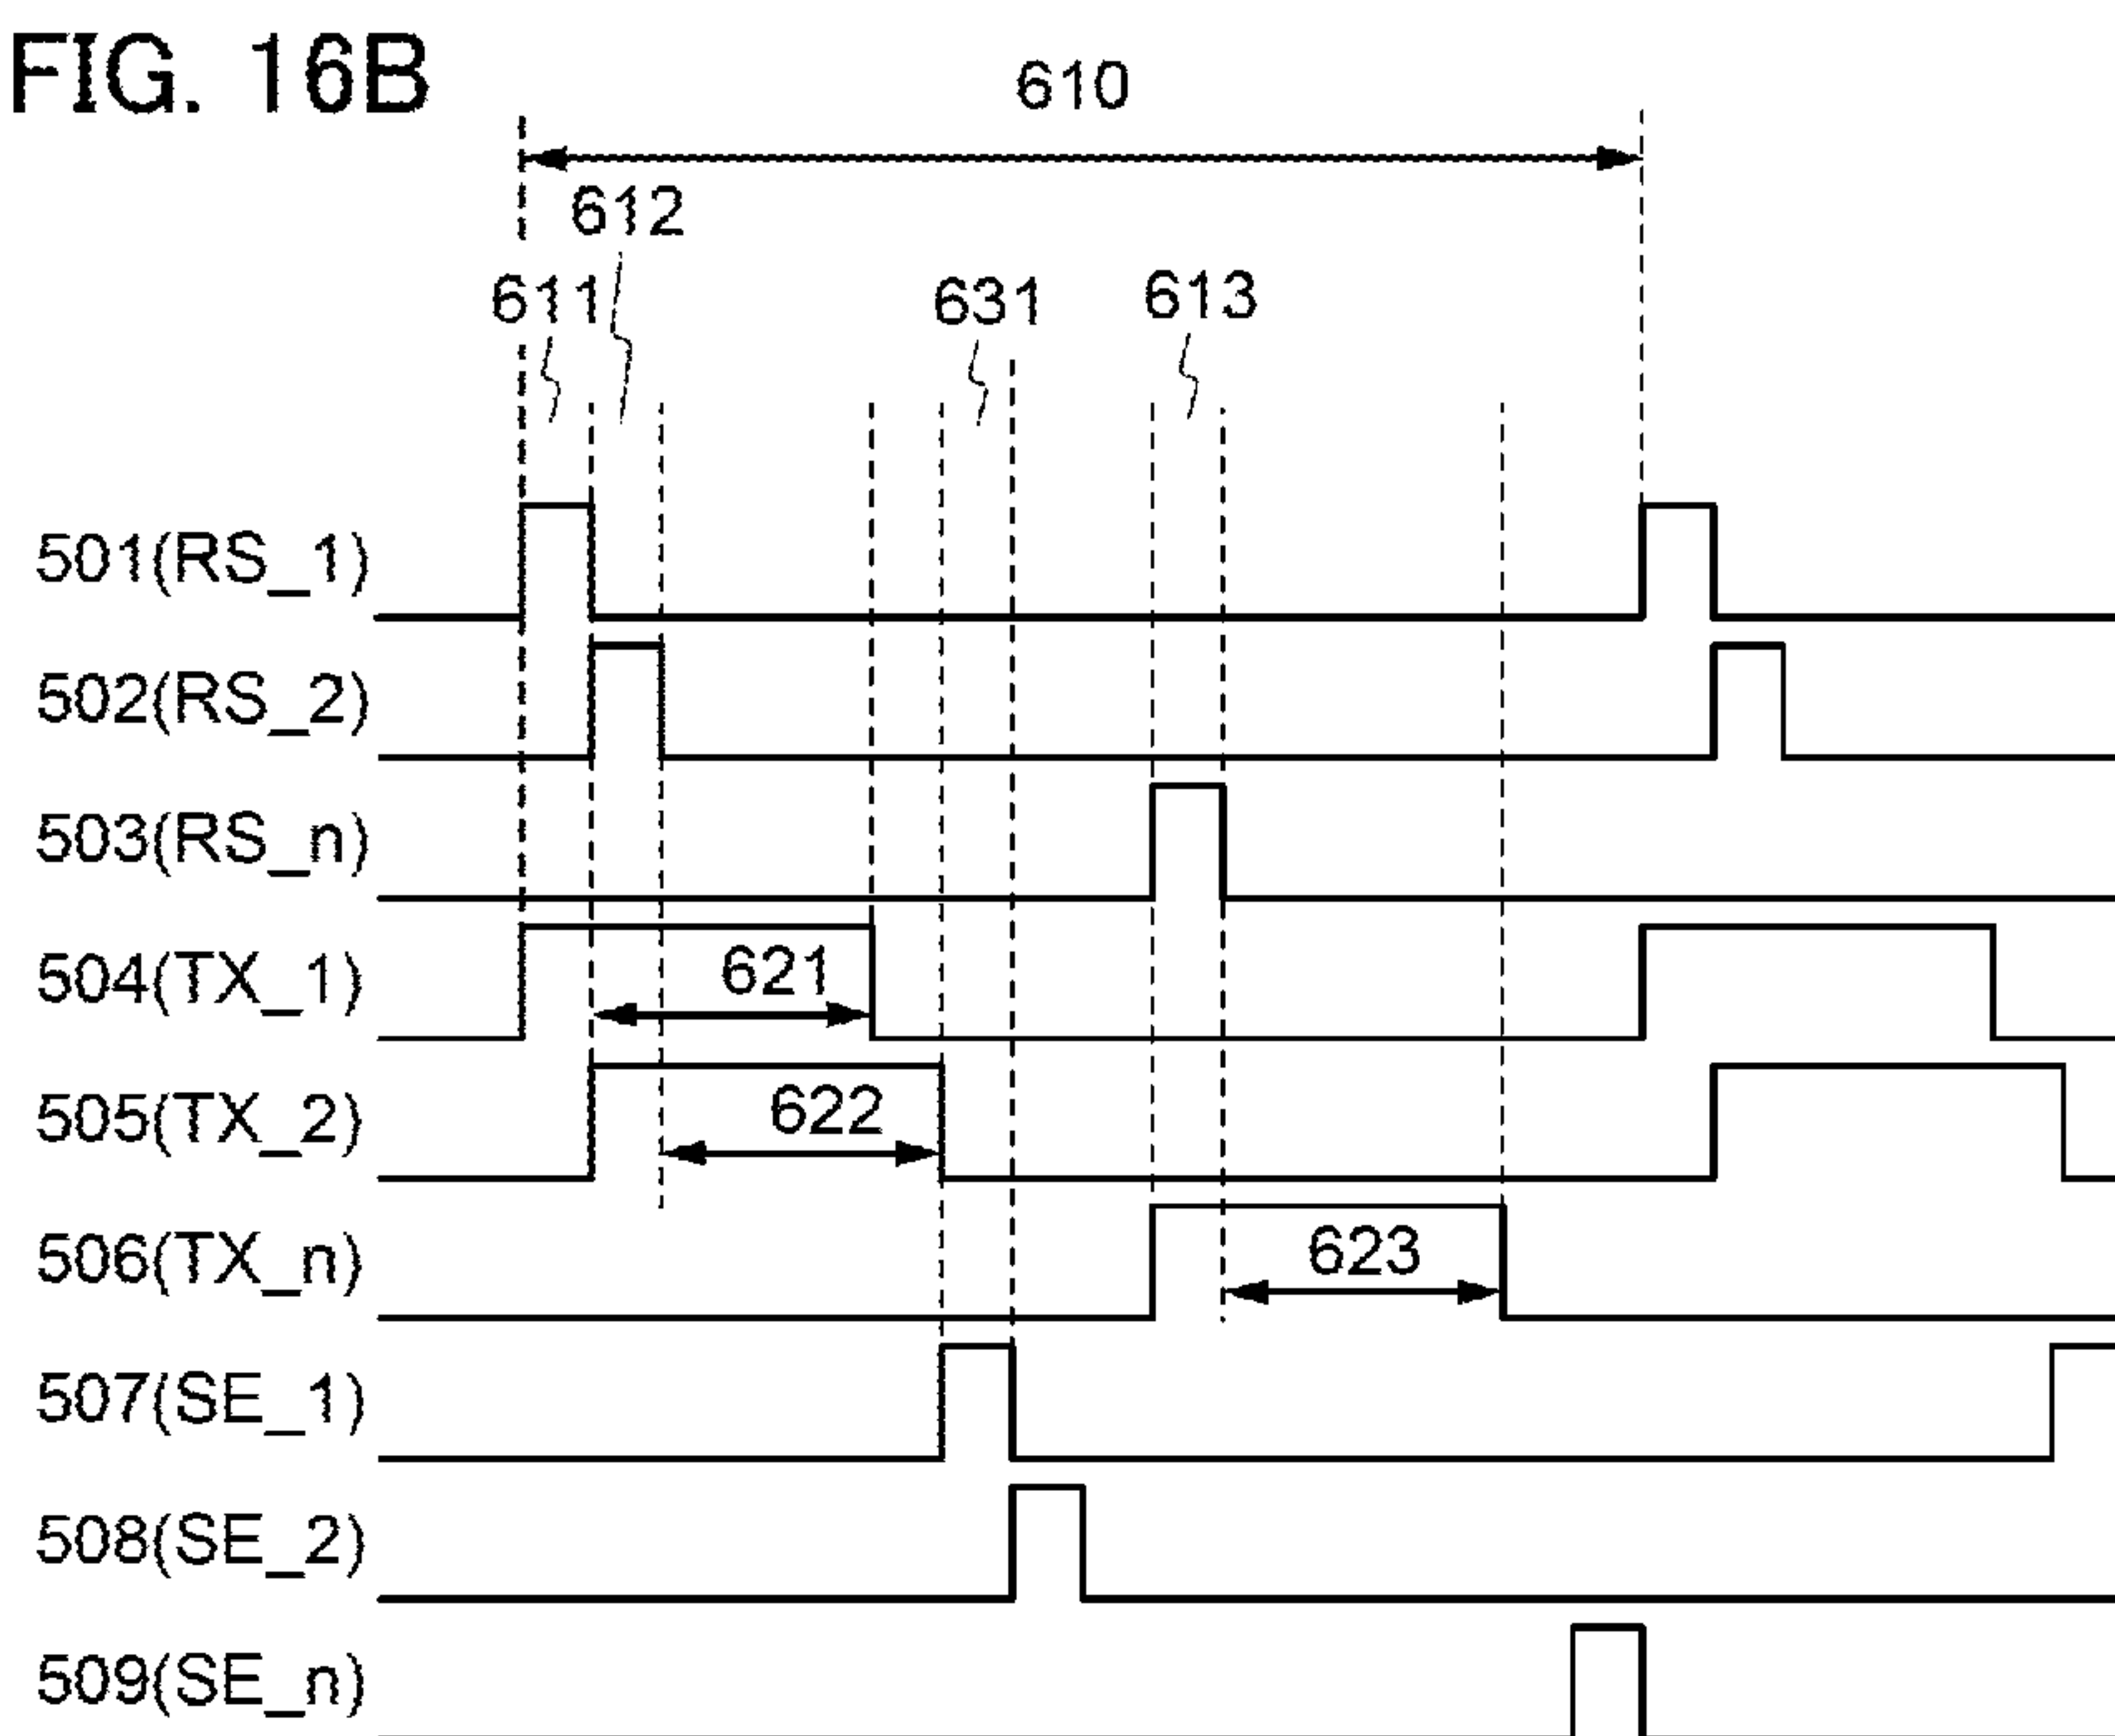 FIG. 16B
610
612
611 631 613
501(RS_1)
502(RS_2)
503(RS_n)
504(TX_1) 621
505(TX_2) 622
506(TX_n) 623
507(SE_1)
508(SE_2)
509(SE_n)